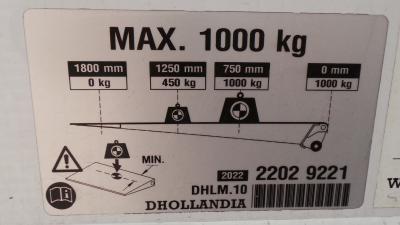 MAX. 1000 kg
1800 mm 1250 mm 750 mm 0 mm
0 kg 450 kg 1000 kg 1000 kg
MIN.
2022 2202 9221
DHLM.10
DHOLLANDIA
W